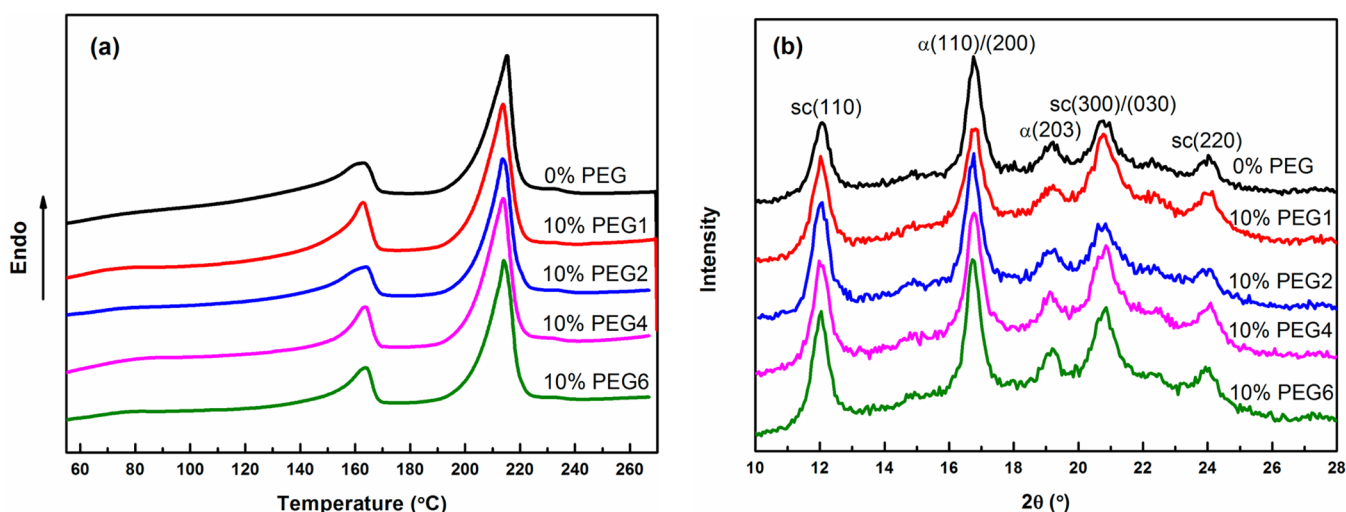 (a)
0% PEG
10% PEG1
10% PEG2
10% PEG4
10% PEG6
Endo
60 80 100 120 140 160 180 200 220 240 260
Temperature (°C)
(b)
α(110)/(200)
sc(110)
sc(300)/(030)
α(203)
sc(220)
0% PEG
10% PEG1
10% PEG2
10% PEG4
10% PEG6
Intensity
10 12 14 16 18 20 22 24 26 28
2θ (°)